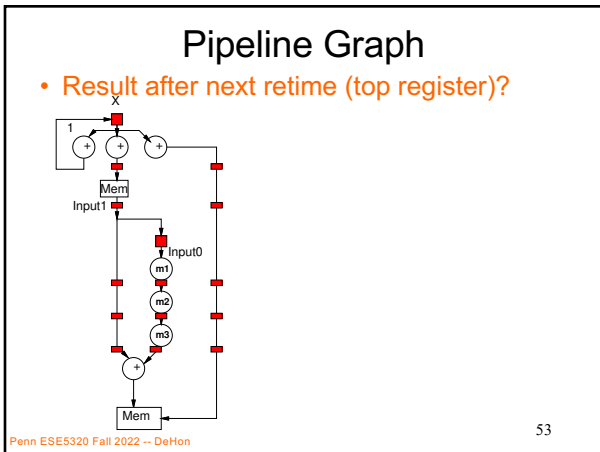 Pipeline Graph
• Result after next retime (top register)?
X
1
+ + +
Mem
Input1
Input0
m1
m2
m3
+
Mem
53
Penn ESE5320 Fall 2022 -- DeHon